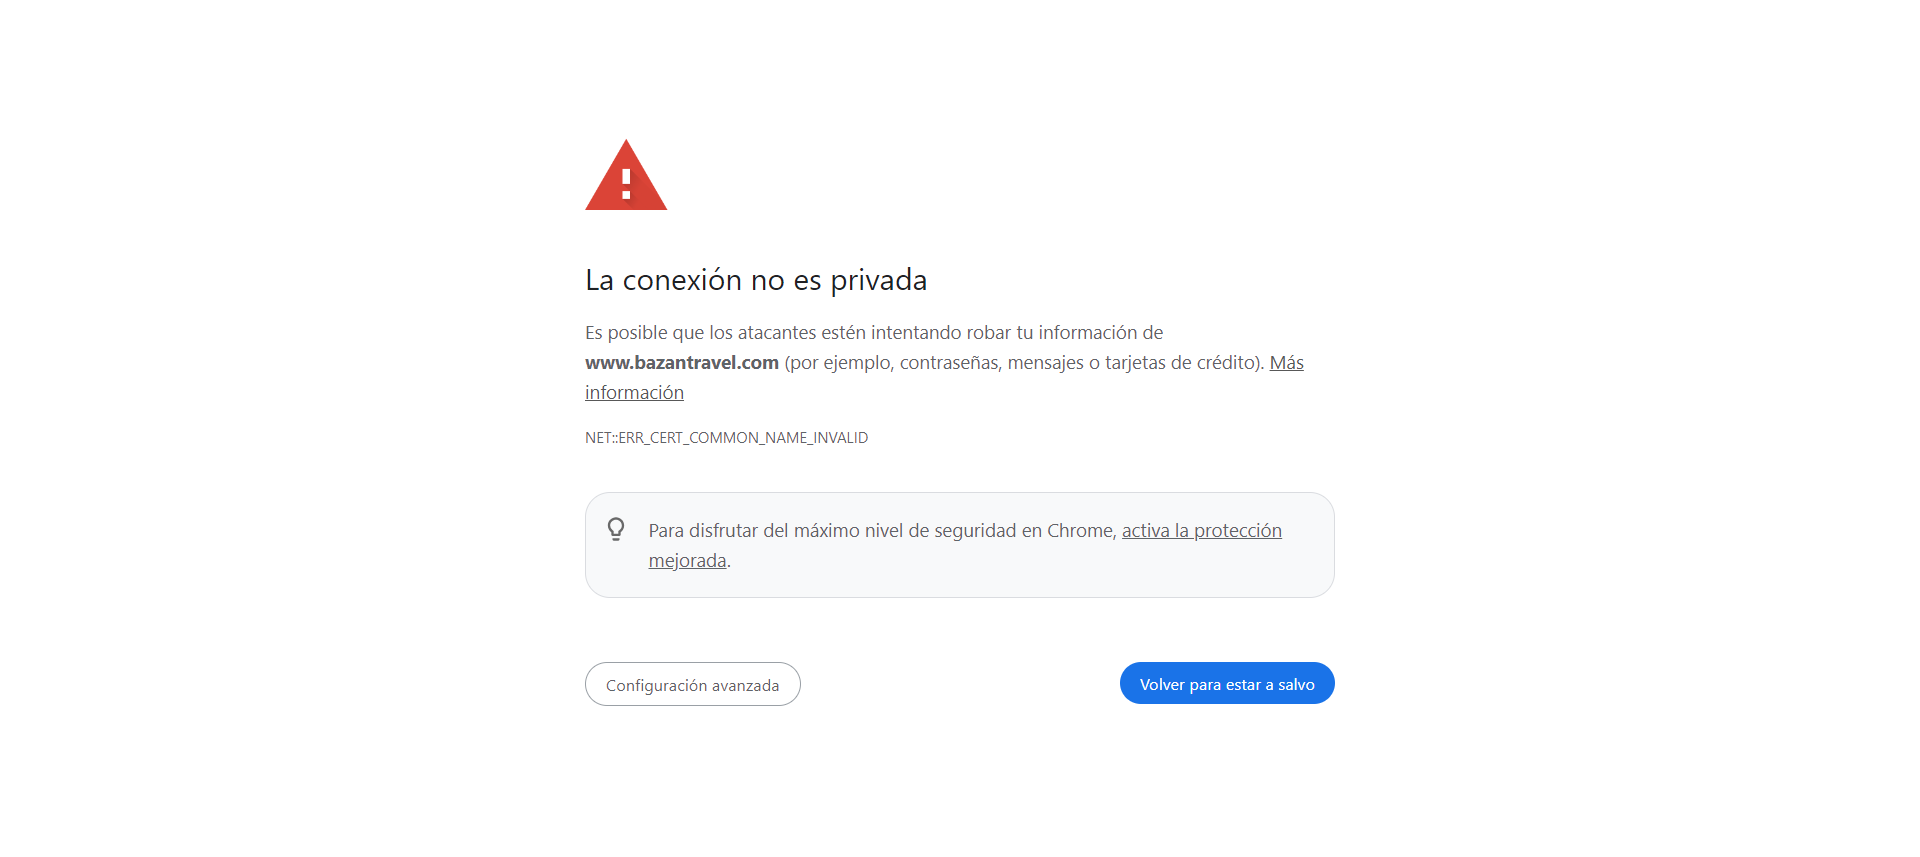 La conexión no es privada
Es posible que los atacantes estén intentando robar tu información de
www.bazantravel.com (por ejemplo, contraseñas, mensajes o tarjetas de crédito). Más
información
NET::ERR_CERT_COMMON_NAME_INVALID
Para disfrutar del máximo nivel de seguridad en Chrome, activa la protección
mejorada.
Configuración avanzada
Volver para estar a salvo